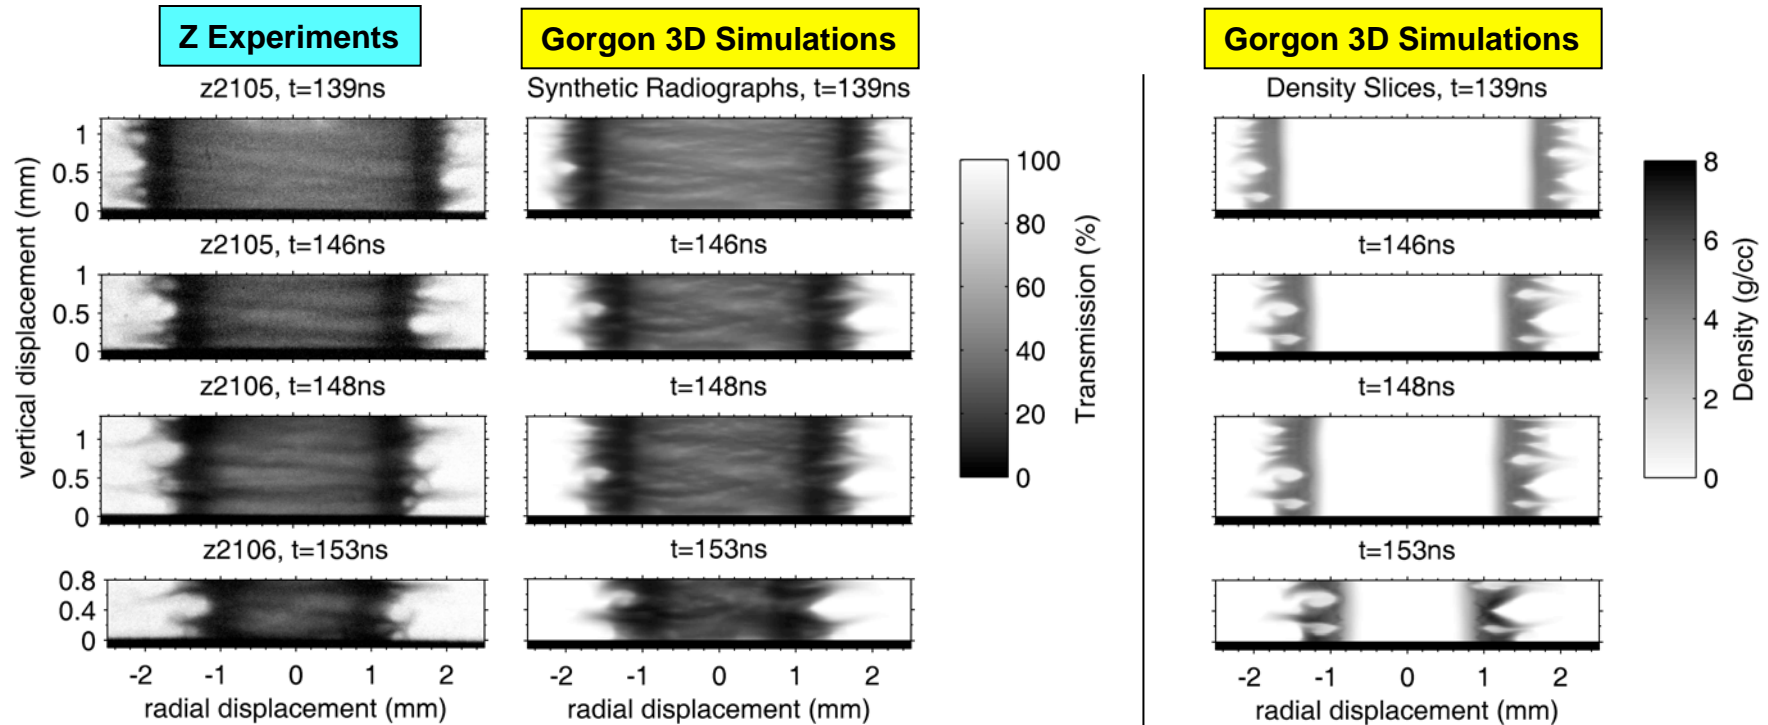 Z Experiments
Gorgon 3D Simulations
Gorgon 3D Simulations
z2105, t=139ns
Synthetic Radiographs, t=139ns
Density Slices, t=139ns
1
0.5
0
z2105, t=146ns
t=146ns
t=146ns
1
0.5
0
z2106, t=148ns
t=148ns
t=148ns
1
0.5
0
z2106, t=153ns
t=153ns
t=153ns
0.8
0.4
0
vertical displacement (mm)
100
80
60
40
20
0
Transmission (%)
8
6
4
2
0
Density (g/cc)
-2 -1 0 1 2
radial displacement (mm)
-2 -1 0 1 2
radial displacement (mm)
-2 -1 0 1 2
radial displacement (mm)